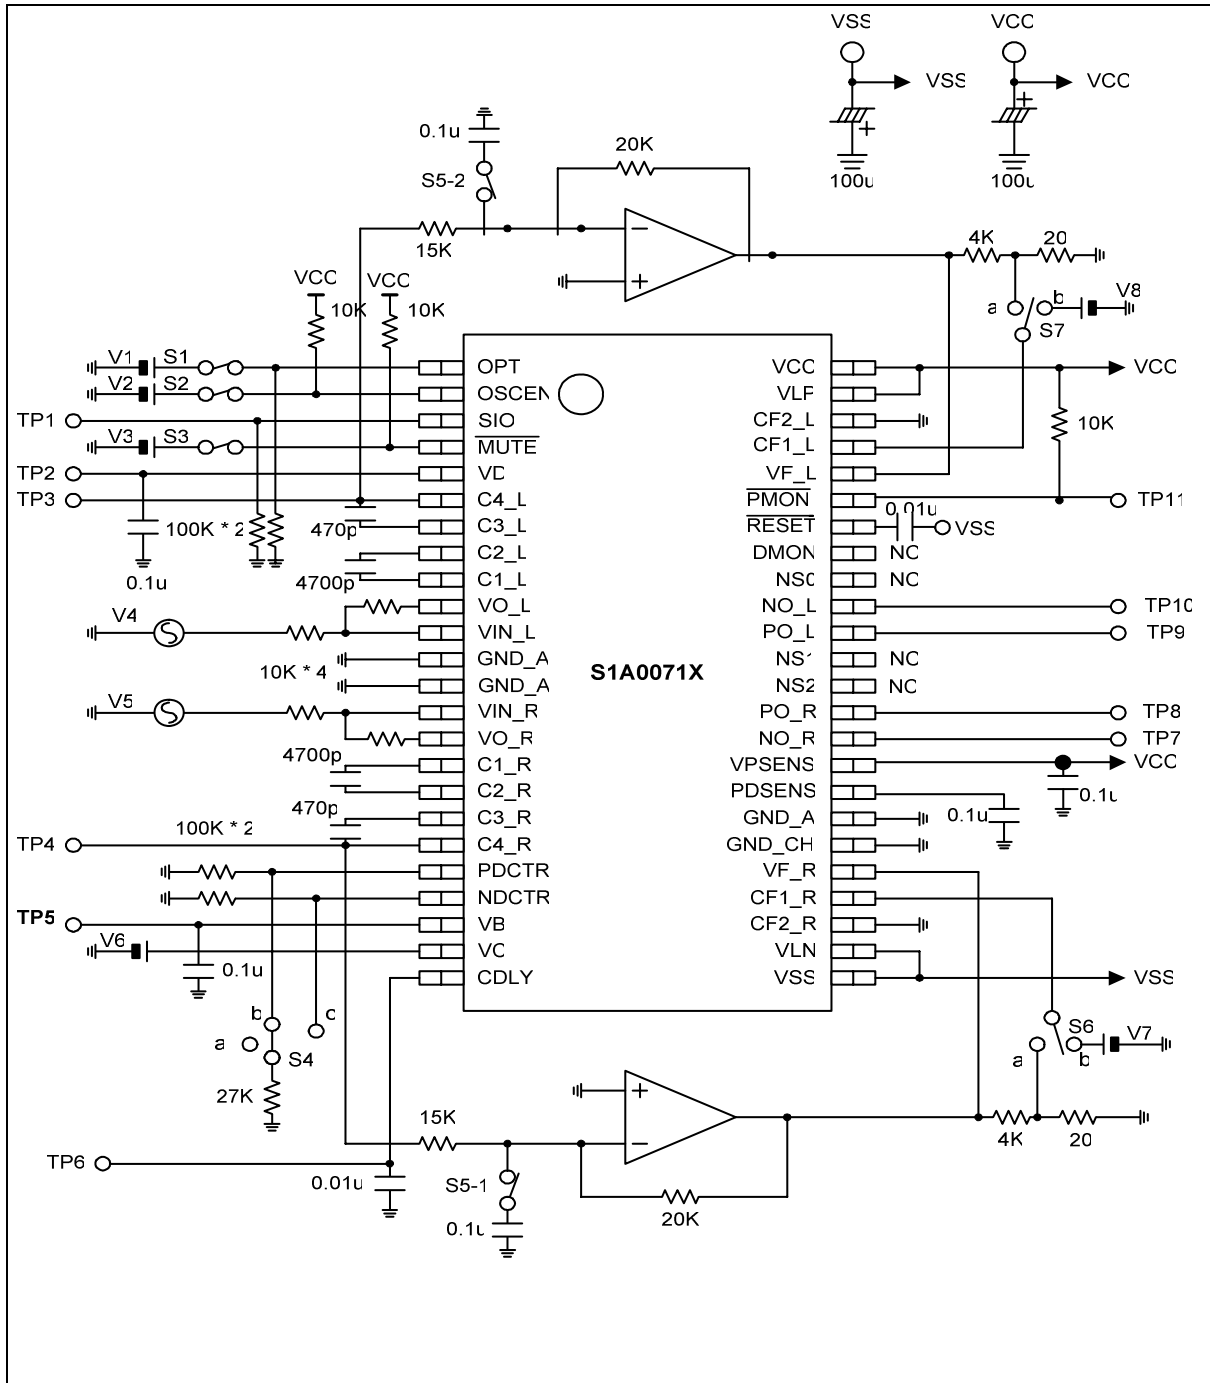 VSS
VCC
VSS
VCC
100u
100u
0.1u
S5-2
20K
15K
4K
20
VCC
VCC
10K
10K
a
b
V8
S7
V1
S1
OPT
VCC
VCC
V2
S2
OSCEN
VLP
TP1
SIO
CF2_L
10K
V3
S3
MUTE
CF1_L
TP2
VD
VF_L
TP3
C4_L
PMON
TP11
100K * 2
470p
C3_L
RESET
0.01u
VSS
C2_L
DMON
NC
0.1u
4700p
C1_L
NS0
NC
V4
VO_L
NO_L
TP10
VIN_L
PO_L
TP9
10K * 4
GND_A
S1A0071X
NS1
NC
GND_A
NS2
NC
V5
VIN_R
PO_R
TP8
VO_R
NO_R
TP7
4700p
C1_R
VPSENS
VCC
C2_R
PDSENS
0.1u
470p
C3_R
GND_A
0.1u
100K * 2
TP4
C4_R
GND_CH
PDCTR
VF_R
NDCTR
CF1_R
TP5
VB
CF2_R
V6
VC
VLN
0.1u
CDLY
VSS
VSS
b
c
a
S4
S6
V7
a
b
27K
15K
4K
20
TP6
0.01u
S5-1
20K
0.1u